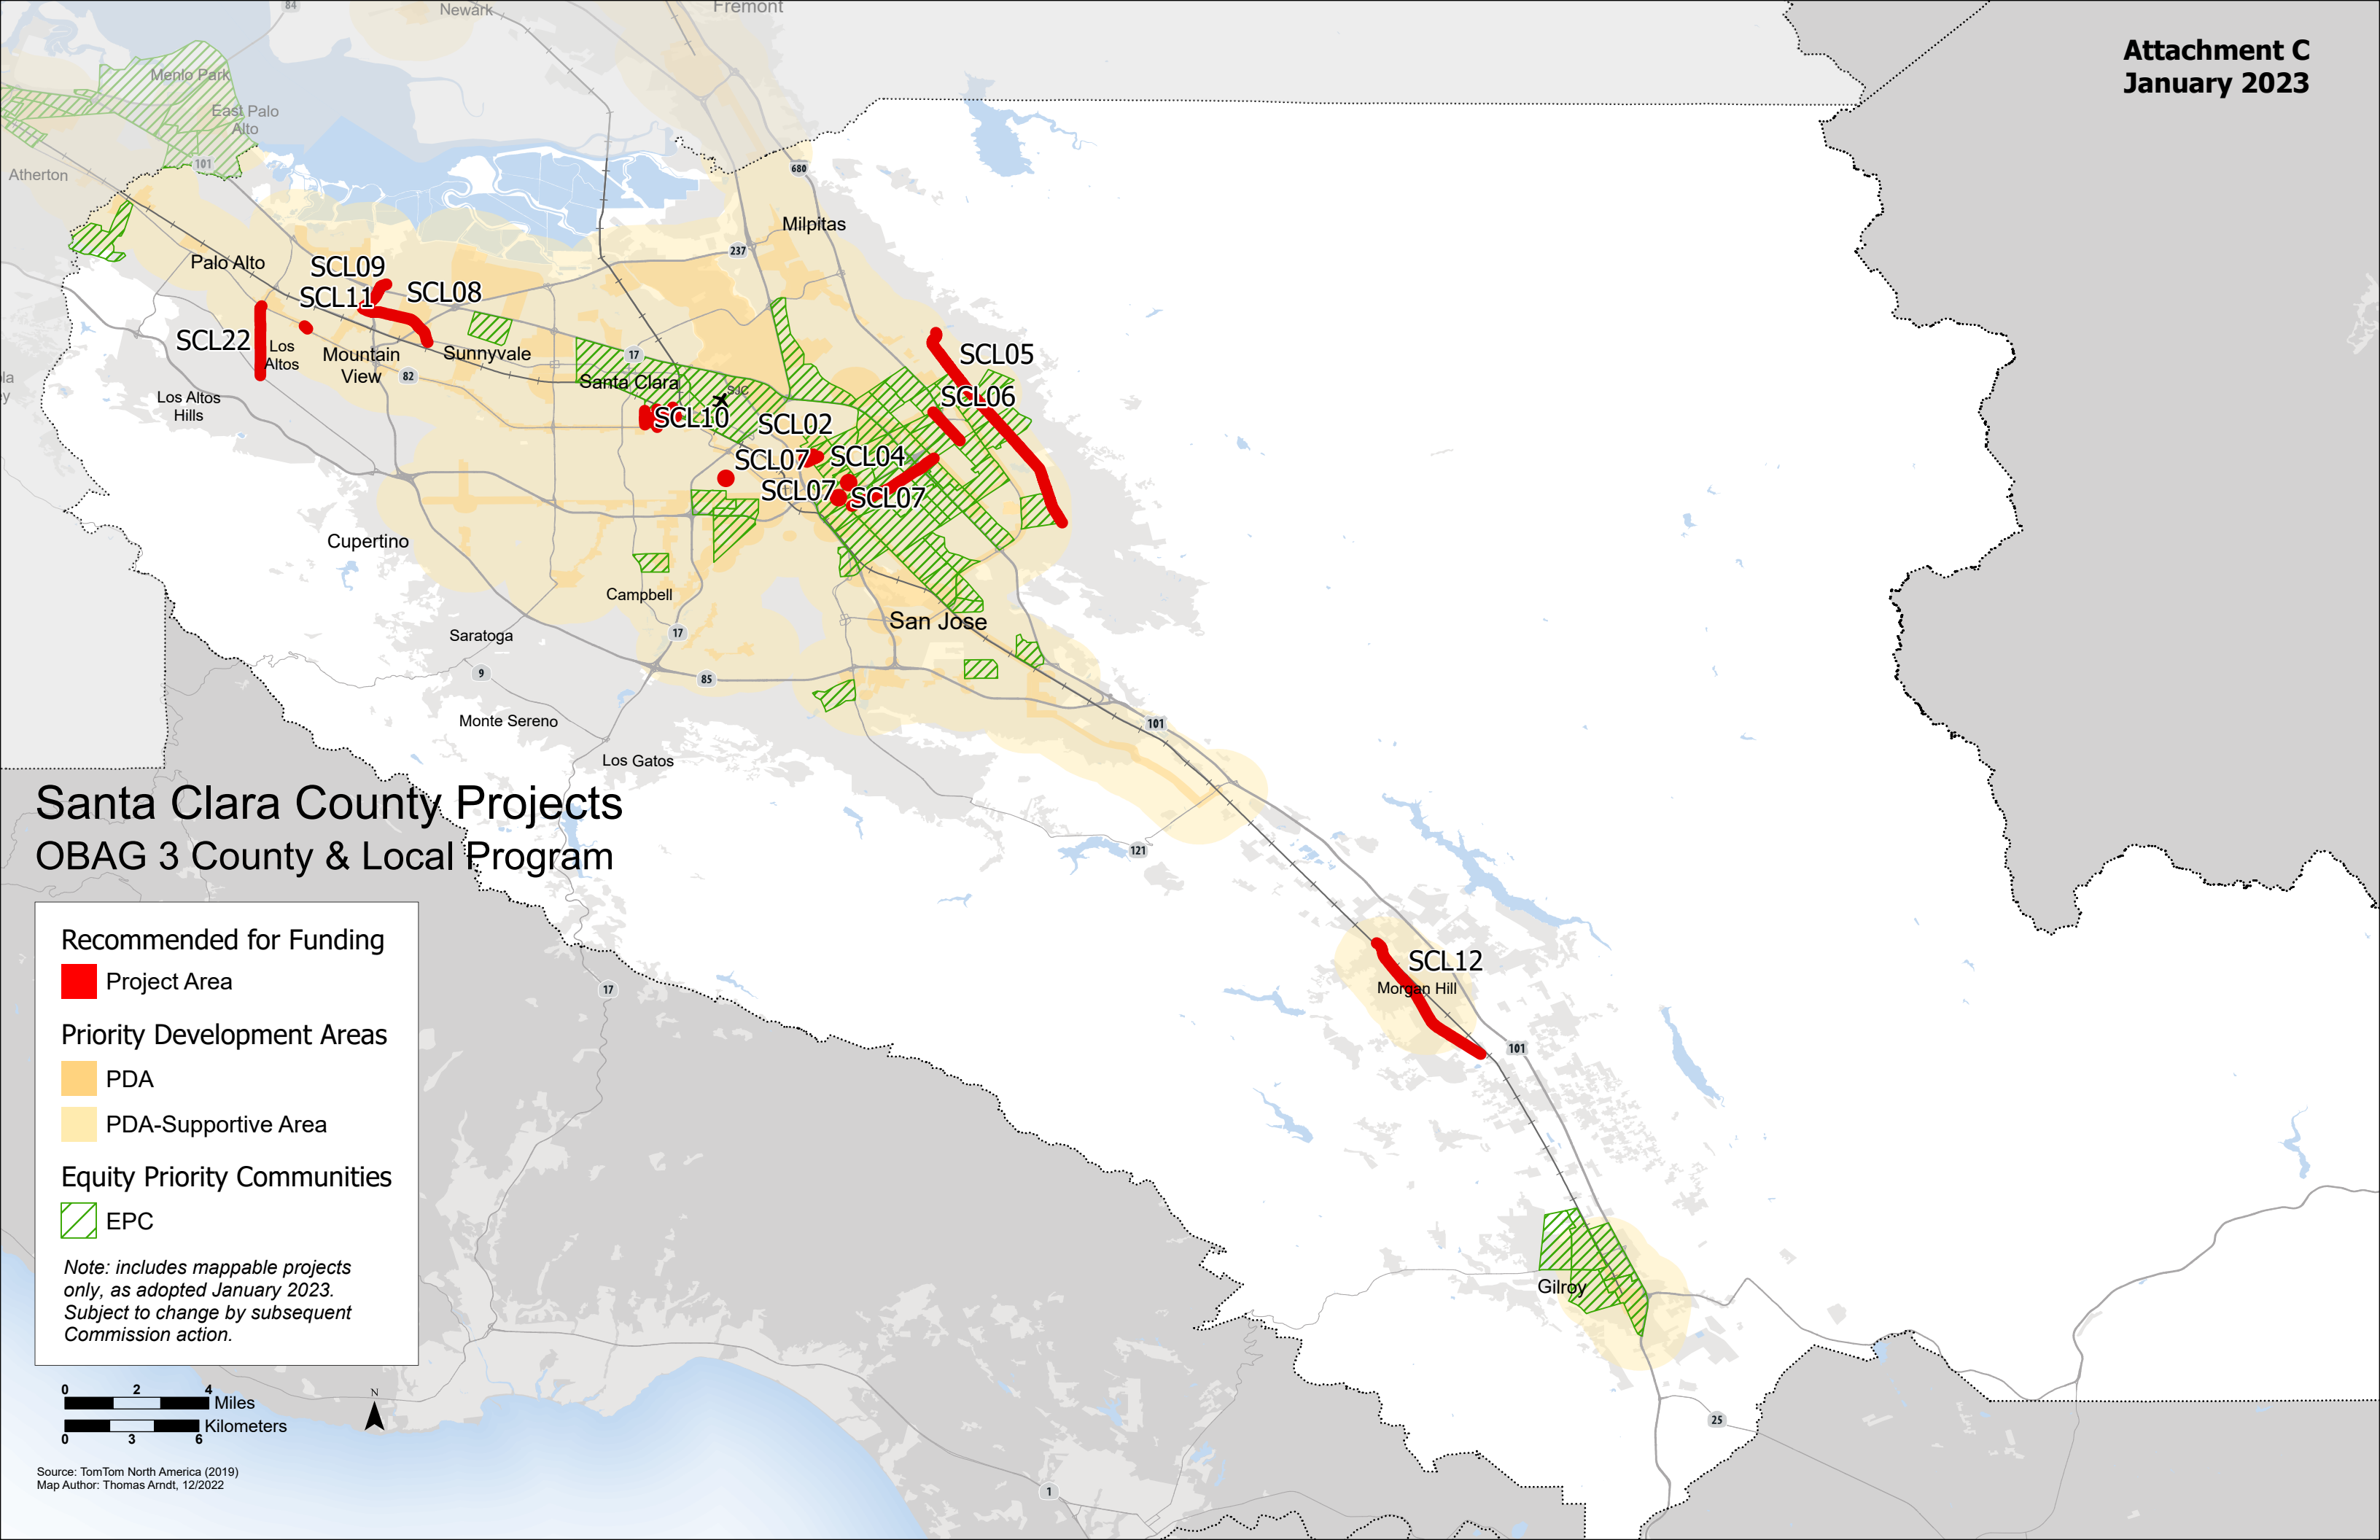 84
Newark
Fremont
Attachment C
January 2023
Menlo Park
East Palo
Alto
101
Atherton
680
Milpitas
237
Palo Alto
SCL09
SCL11
SCL08
SCL22
Los
Altos
Mountain
View
Sunnyvale
17
82
Santa Clara
SJC
SCL05
SCL06
Los Altos
Hills
SCL10
SCL02
SCL07
SCL04
SCL07
SCL07
Cupertino
Campbell
San Jose
Saratoga
17
9
85
Monte Sereno
101
Los Gatos
Santa Clara County Projects
OBAG 3 County & Local Program
121
Recommended for Funding
Project Area
Priority Development Areas
PDA
PDA-Supportive Area
Equity Priority Communities
EPC
Note: includes mappable projects
only, as adopted January 2023.
Subject to change by subsequent
Commission action.
17
SCL12
Morgan Hill
101
Gilroy
25
1
0 2 4
Miles
Kilometers
0 3 6
N
Source: TomTom North America (2019)
Map Author: Thomas Arndt, 12/2022